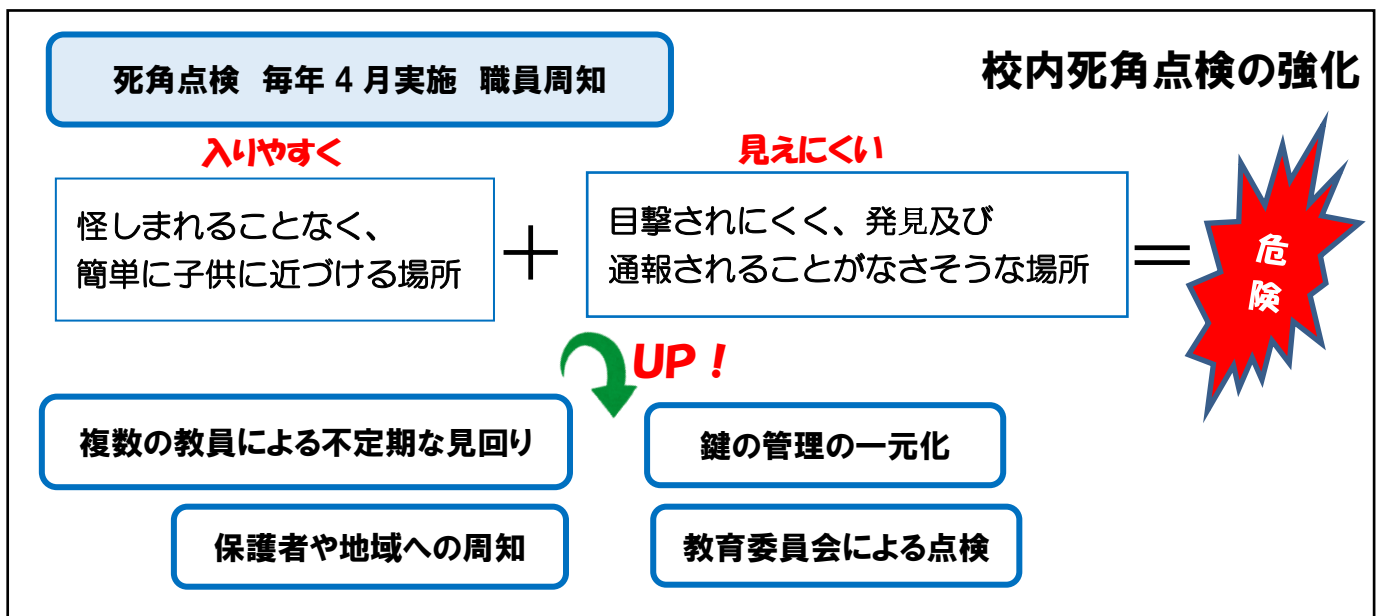 校内死角点検の強化
死角点検 毎年4月実施 職員周知
入りやすく
怪しまれることなく、
簡単に子供に近づける場所
＋
見えにくい
目撃されにくく、発見及び
通報されることがなさそうな場所
＝
危
険
UP！
複数の教員による不定期な見回り
鍵の管理の一元化
保護者や地域への周知
教育委員会による点検